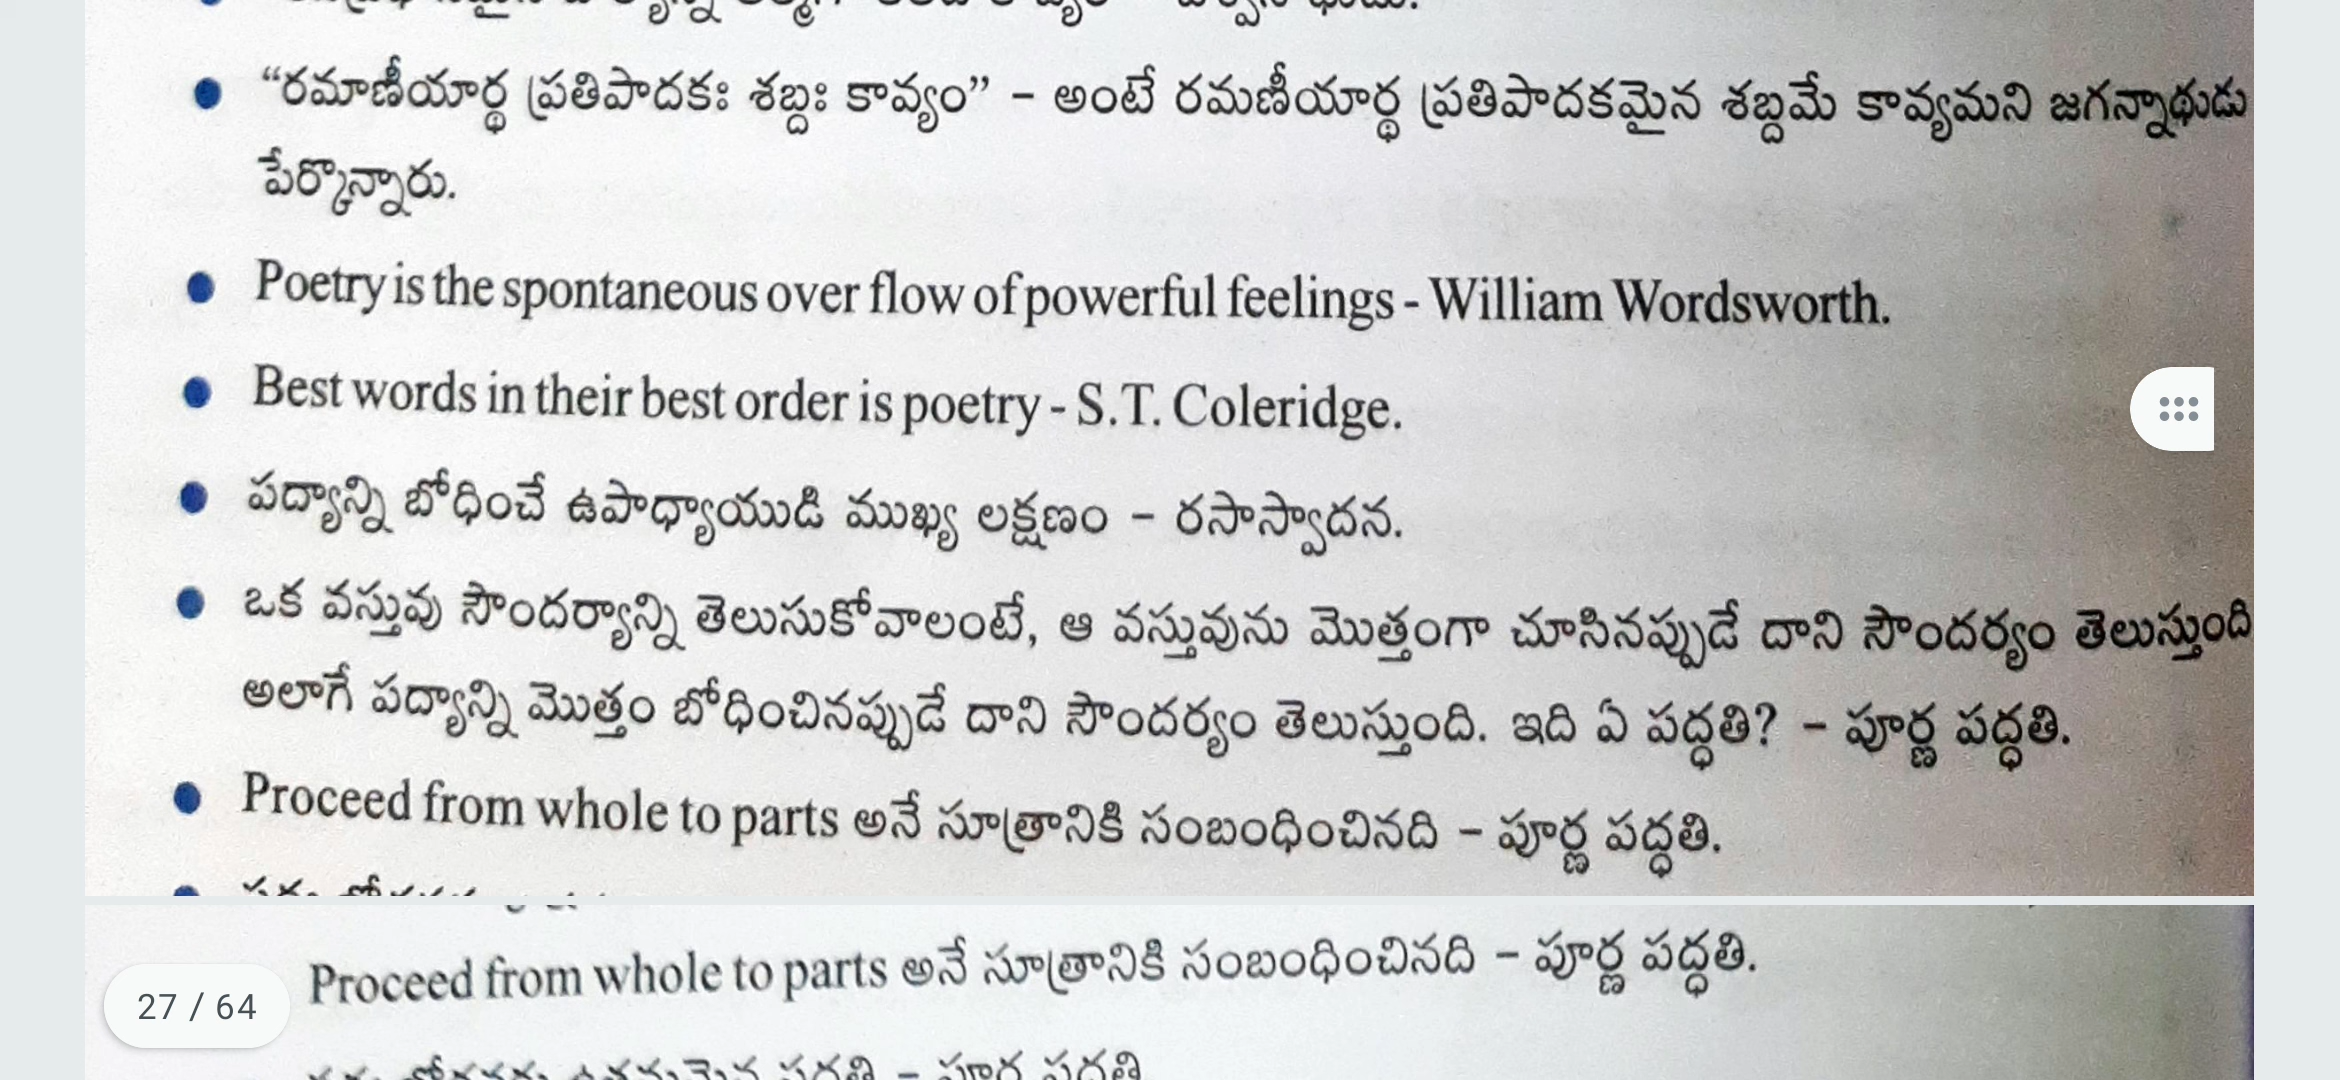 ● “రమాణీయార్థ ప్రతిపాదకః శబ్దః కావ్యం” – అంటే రమణీయార్థ ప్రతిపాదకమైన శబ్దమే కావ్యమని జగన్నాథుడు
పేర్కొన్నారు.
● Poetry is the spontaneous over flow of powerful feelings - William Wordsworth.
● Best words in their best order is poetry - S.T. Coleridge.
● పద్యాన్ని బోధించే ఉపాధ్యాయుడి ముఖ్య లక్షణం – రసాస్వాదన.
● ఒక వస్తువు సౌందర్యాన్ని తెలుసుకోవాలంటే, ఆ వస్తువును మొత్తంగా చూసినప్పుడే దాని సౌందర్యం తెలుస్తుంది
అలాగే పద్యాన్ని మొత్తం బోధించినప్పుడే దాని సౌందర్యం తెలుస్తుంది. ఇది ఏ పద్ధతి? – పూర్ణ పద్ధతి.
● Proceed from whole to parts అనే సూత్రానికి సంబంధించినది – పూర్ణ పద్ధతి.
Proceed from whole to parts అనే సూత్రానికి సంబంధించినది – పూర్ణ పద్ధతి.
27 / 64